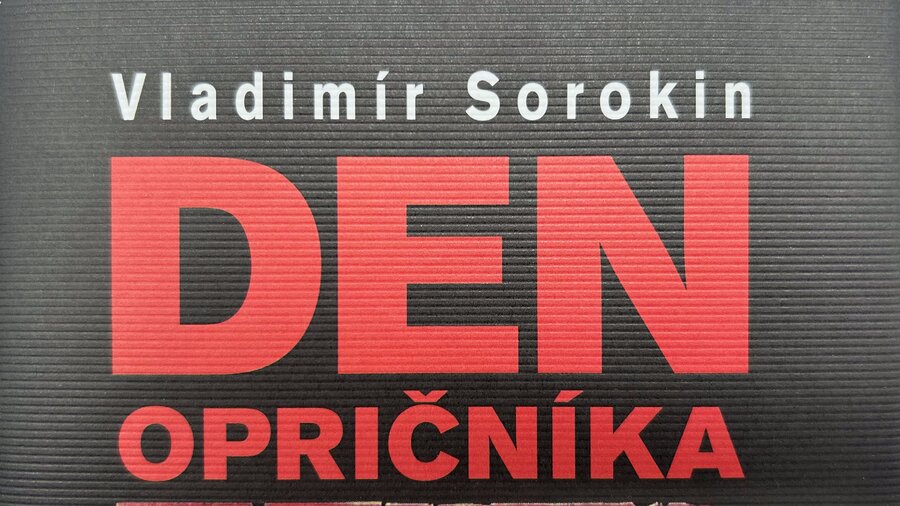 Vladimír Sorokin
DEN
OPRIČNÍKA